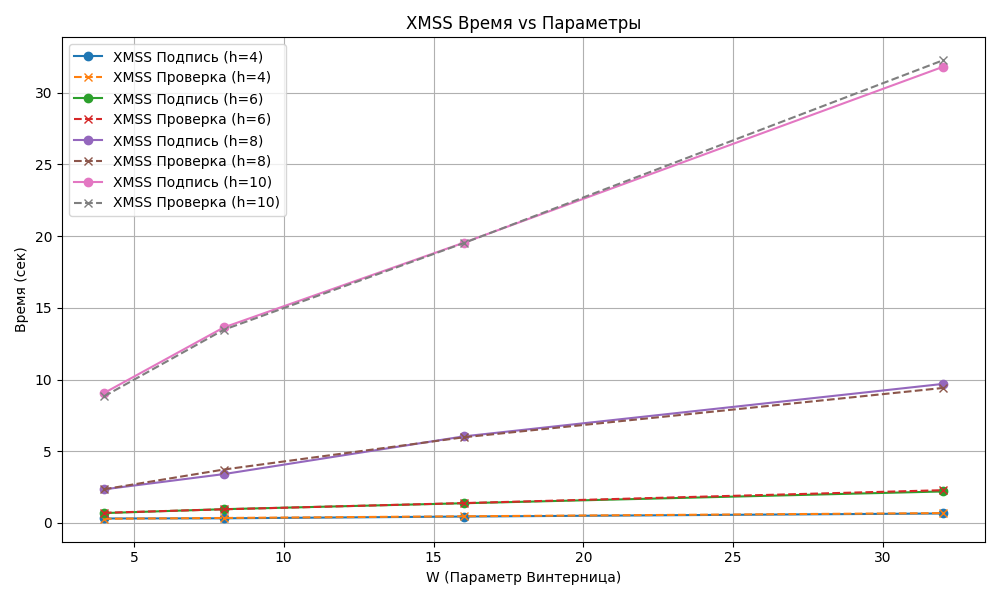 XMSS Время vs Параметры
XMSS Подпись (h=4)
XMSS Проверка (h=4)
XMSS Подпись (h=6)
XMSS Проверка (h=6)
XMSS Подпись (h=8)
XMSS Проверка (h=8)
XMSS Подпись (h=10)
XMSS Проверка (h=10)
Время (сек)
30
25
20
15
10
5
0
5 10 15 20 25 30
W (Параметр Винтерница)